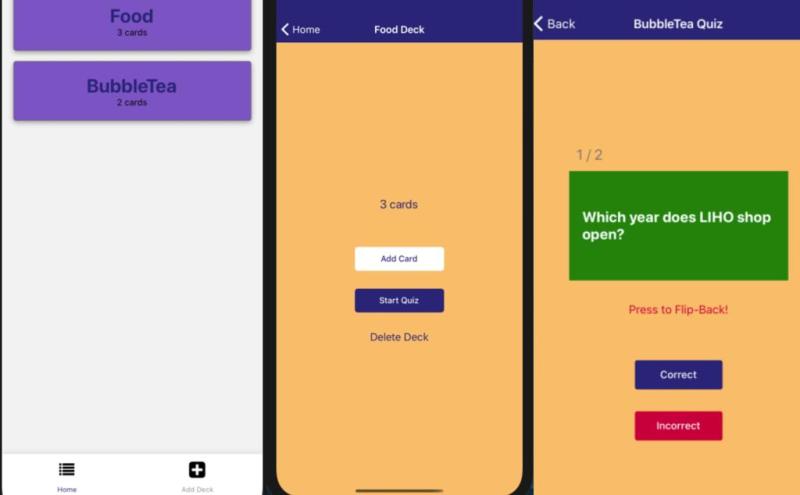 Food
3 cards
BubbleTea
2 cards
Home
Add Deck
Home
Food Deck
3 cards
Add Card
Start Quiz
Delete Deck
Back
BubbleTea Quiz
1 / 2
Which year does LIHO shop
open?
Press to Flip-Back!
Correct
Incorrect